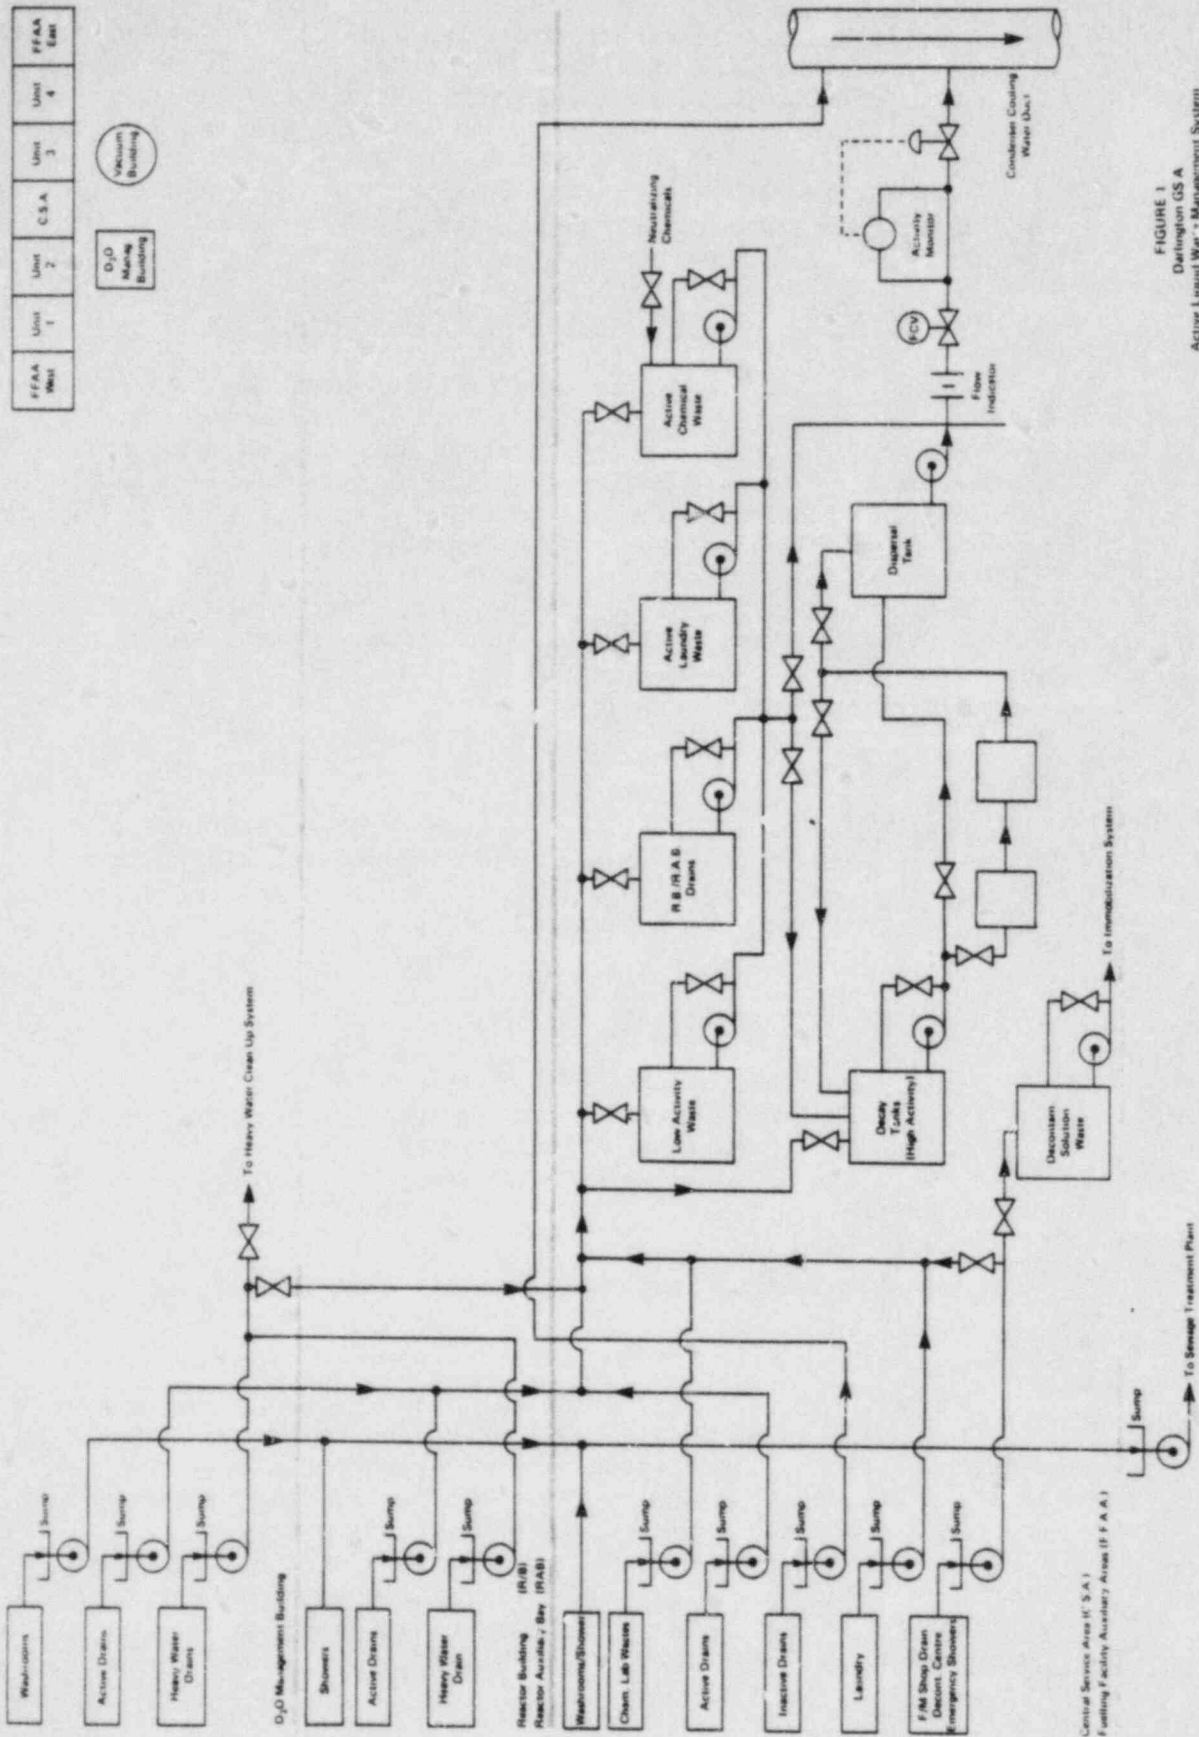 FFAA
West
Unit
1
Unit
2
C.S.A
Unit
3
Unit
4
FFAA
East
D₂O
Manag
Building
Vacuum
Building
Washrooms
Sump
Active Drains
Sump
Heavy Water
Drains
Sump
D₂O Management Building
To Heavy Water Clean Up System
Showers
Active Drains
Sump
Heavy Water
Drain
Sump
Reactor Building (R/B)
Reactor Auxiliary Bay (RAB)
Washrooms/Shower
Chem. Lab Wastes
Sump
Active Drains
Sump
Inactive Drains
Sump
Laundry
Sump
F/M Shop Drain
Decont. Centre
Emergency Showers
Sump
Central Service Area (C.S.A.)
Fuelling Facility Auxiliary Areas (F.F.A.A.)
Sump
To Sewage Treatment Plant
Low Activity
Waste
R.B./R.A.B.
Drains
Active
Laundry
Waste
Active
Chemical
Waste
Neutralizing
Chemicals
Decay
Tanks
(High Activity)
Dispersal
Tank
Decontam
Solution
Waste
To Immobilization System
Flow
Indicator
FCV
Activity
Monitor
Condenser Cooling
Water Duct
FIGURE 1
Darlington GS A
Active Liquid Management System